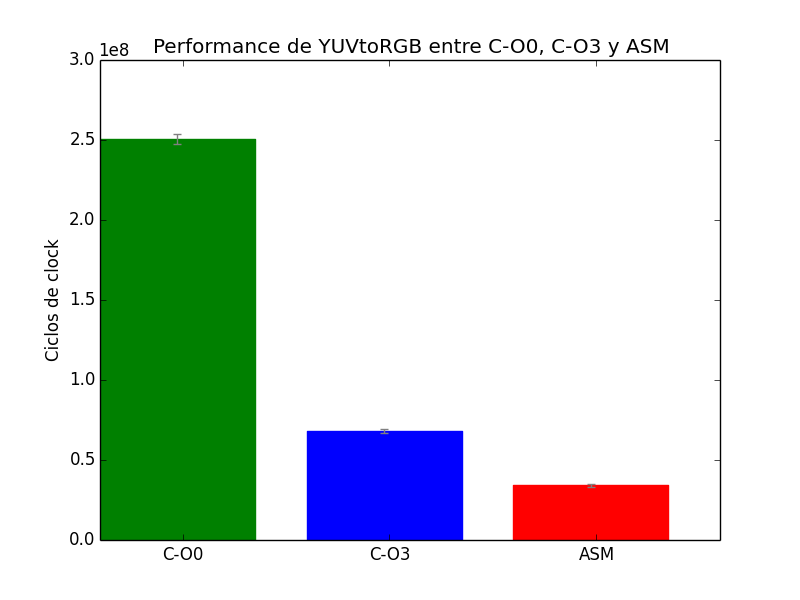 Performance de YUVtoRGB entre C-O0, C-O3 y ASM
1e8
3.0
2.5
2.0
1.5
1.0
0.5
0.0
Ciclos de clock
C-O0 C-O3 ASM